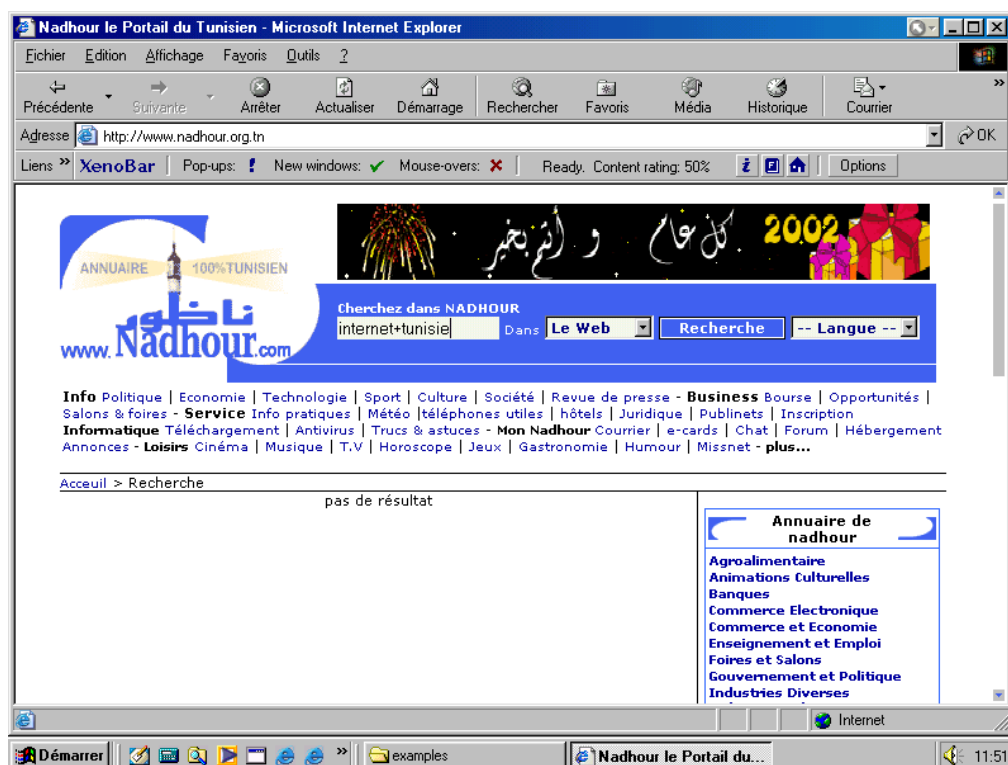 Nadhour le Portail du Tunisien - Microsoft Internet Explorer
Fichier Edition Affichage Favoris Outils ?
Précédente Suivante Arrêter Actualiser Démarrage Rechercher Favoris Média Historique Courrier »
Adresse http://www.nadhour.org.tn OK
Liens » XenoBar Pop-ups: ! New windows: ✓ Mouse-overs: ✗ Ready. Content rating: 50% Options
كل عام و أنتم بخير 2002
ANNUAIRE 100%TUNISIEN
ناظور
www.Nadhour.com
Cherchez dans NADHOUR
internet+tunisie Dans Le Web Recherche -- Langue --
Info Politique | Economie | Technologie | Sport | Culture | Société | Revue de presse - Business Bourse | Opportunités |
Salons & foires - Service Info pratiques | Météo |téléphones utiles | hôtels | Juridique | Publinets | Inscription
Informatique Téléchargement | Antivirus | Trucs & astuces - Mon Nadhour Courrier | e-cards | Chat | Forum | Hébergement
Annonces - Loisirs Cinéma | Musique | T.V | Horoscope | Jeux | Gastronomie | Humour | Missnet - plus...
Acceuil > Recherche
pas de résultat
Annuaire de
nadhour
Agroalimentaire
Animations Culturelles
Banques
Commerce Electronique
Commerce et Economie
Enseignement et Emploi
Foires et Salons
Gouvernement et Politique
Industries Diverses
Internet
Démarrer » examples Nadhour le Portail du... 11:51